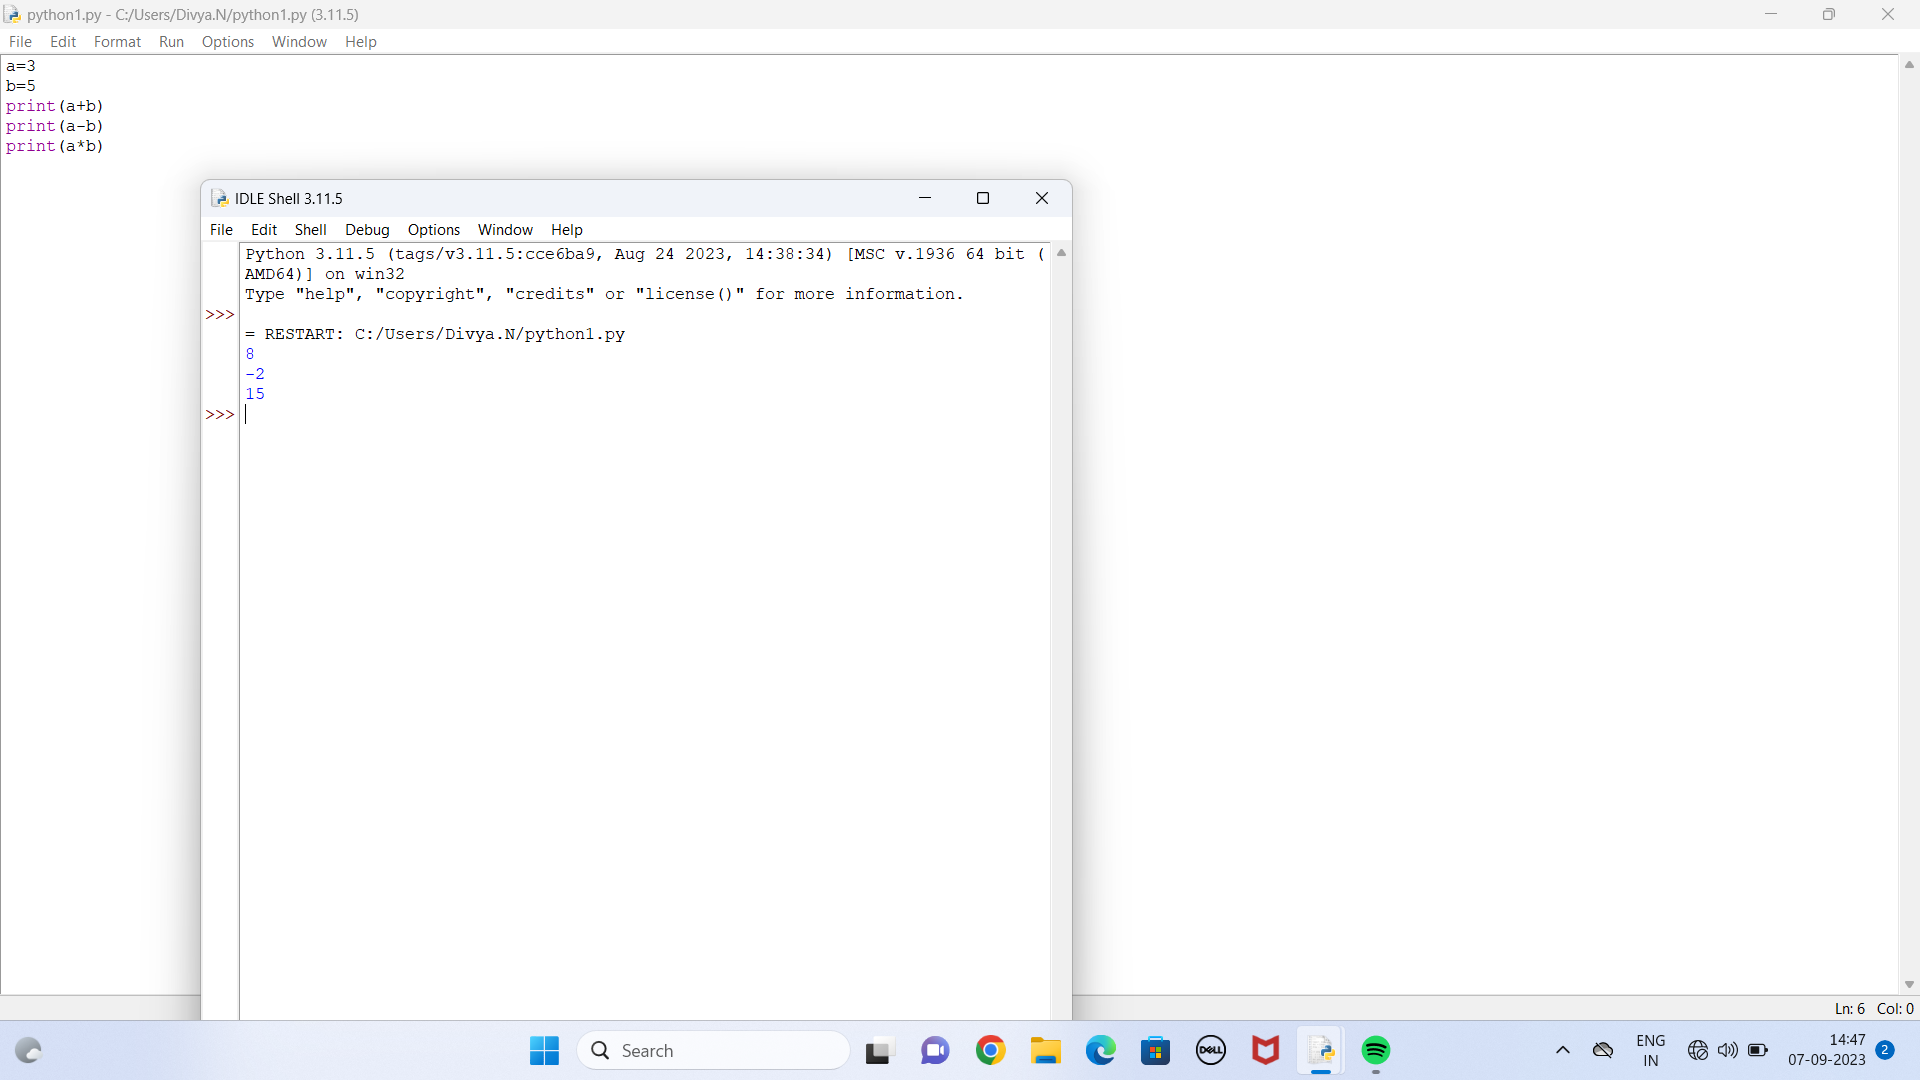 python1.py - C:/Users/Divya.N/python1.py (3.11.5)
File Edit Format Run Options Window Help
a=3
b=5
print(a+b)
print(a-b)
print(a*b)
IDLE Shell 3.11.5
File Edit Shell Debug Options Window Help
Python 3.11.5 (tags/v3.11.5:cce6ba9, Aug 24 2023, 14:38:34) [MSC v.1936 64 bit (
AMD64)] on win32
Type "help", "copyright", "credits" or "license()" for more information.
>>>
= RESTART: C:/Users/Divya.N/python1.py
8
-2
15
>>>
Ln: 6 Col: 0
Search
DELL
ENG
IN
14:47
07-09-2023
2